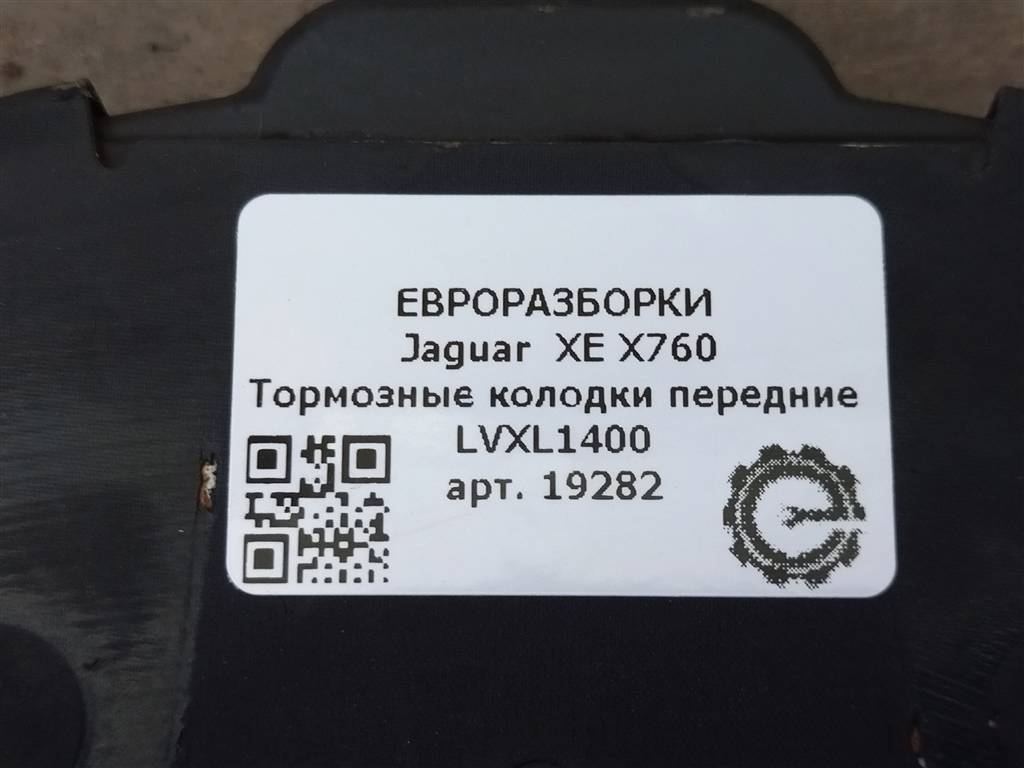 ЕВРОРАЗБОРКИ
Jaguar XE X760
Тормозные колодки передние
LVXL1400
арт. 19282